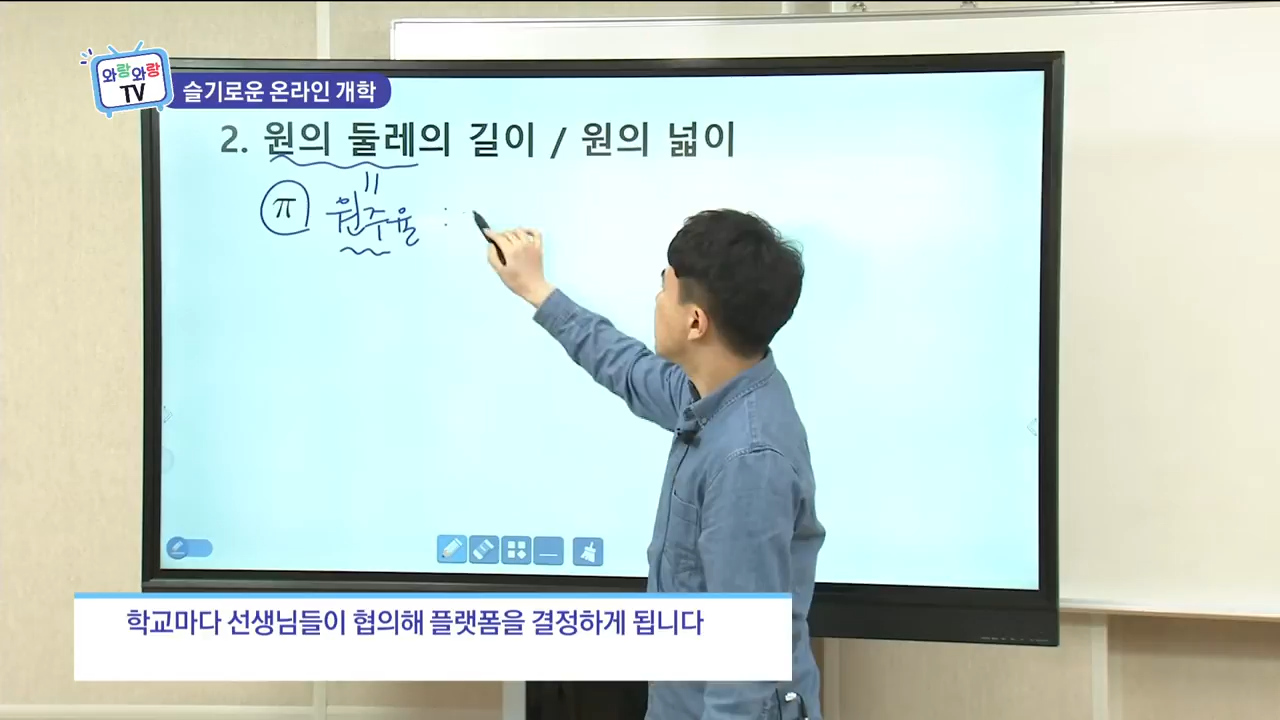 와랑와랑
TV
슬기로운 온라인 개학
2. 원의 둘레의 길이 / 원의 넓이
π 원주율 :
학교마다 선생님들이 협의해 플랫폼을 결정하게 됩니다